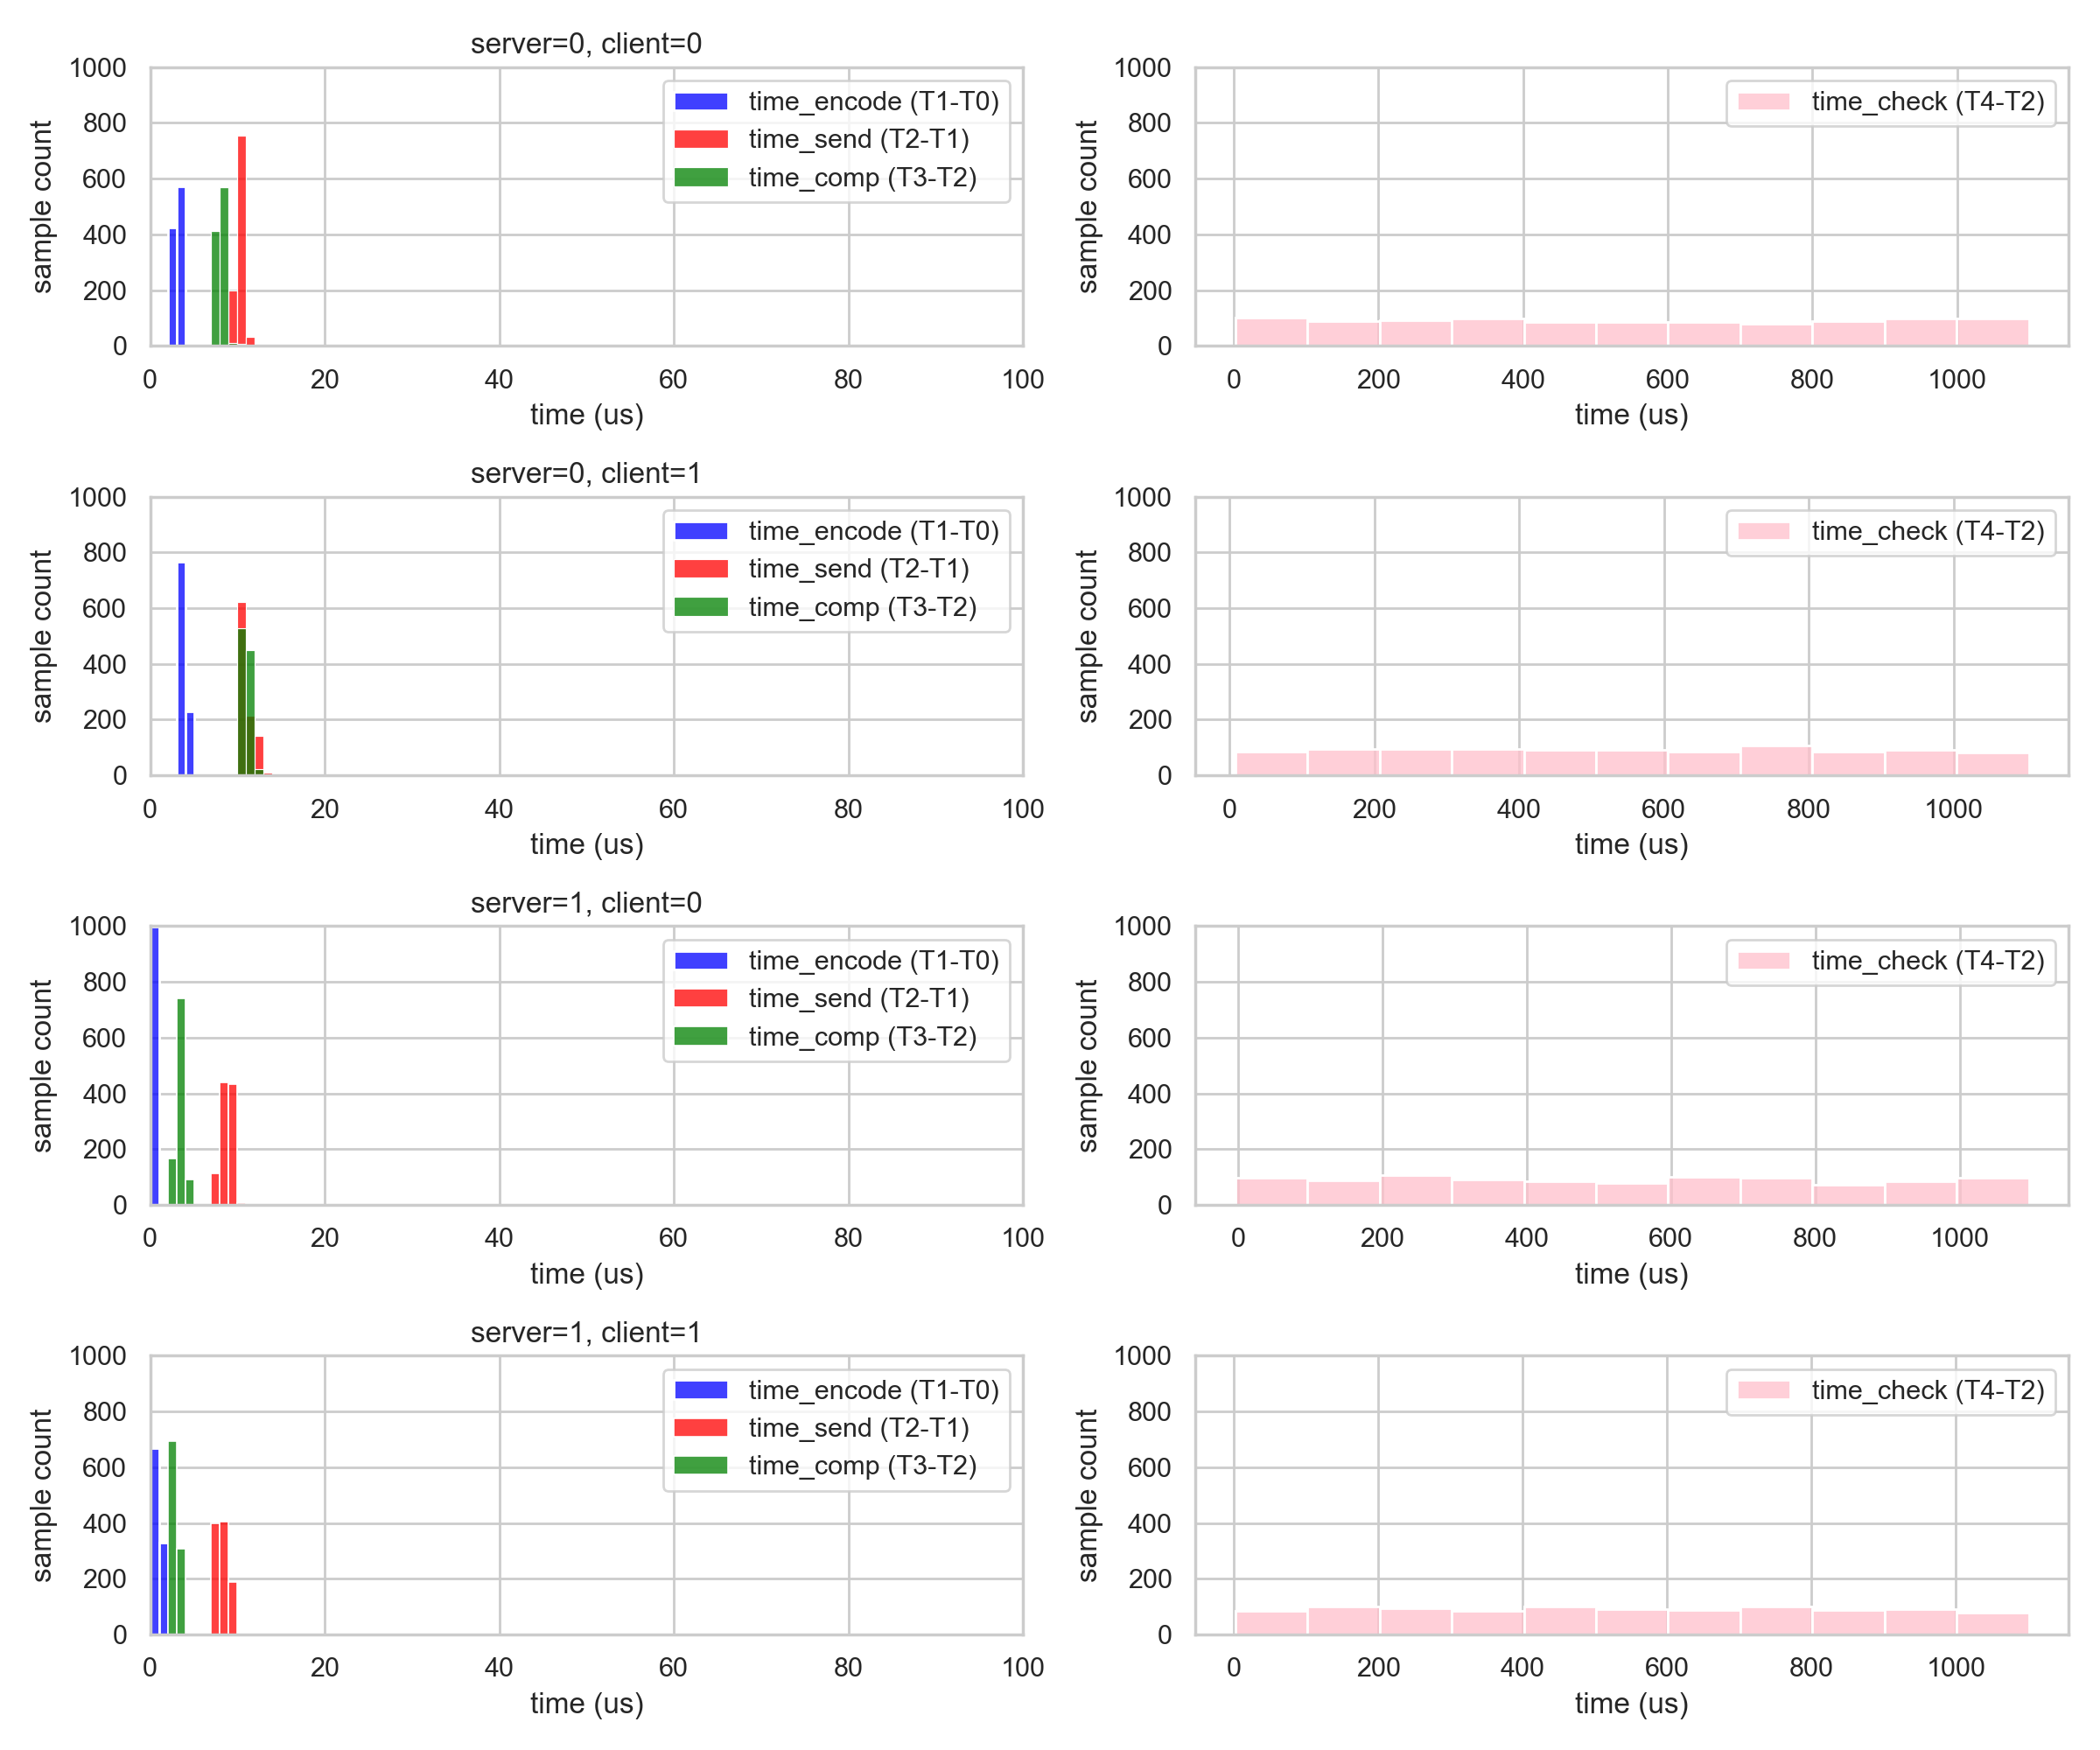 server=0, client=0
1000
800
600
400
200
0
sample count
time_encode (T1-T0)
time_send (T2-T1)
time_comp (T3-T2)
0 20 40 60 80 100
time (us)
1000
800
600
400
200
0
sample count
time_check (T4-T2)
0 200 400 600 800 1000
time (us)
server=0, client=1
1000
800
600
400
200
0
sample count
time_encode (T1-T0)
time_send (T2-T1)
time_comp (T3-T2)
0 20 40 60 80 100
time (us)
1000
800
600
400
200
0
sample count
time_check (T4-T2)
0 200 400 600 800 1000
time (us)
server=1, client=0
1000
800
600
400
200
0
sample count
time_encode (T1-T0)
time_send (T2-T1)
time_comp (T3-T2)
0 20 40 60 80 100
time (us)
1000
800
600
400
200
0
sample count
time_check (T4-T2)
0 200 400 600 800 1000
time (us)
server=1, client=1
1000
800
600
400
200
0
sample count
time_encode (T1-T0)
time_send (T2-T1)
time_comp (T3-T2)
0 20 40 60 80 100
time (us)
1000
800
600
400
200
0
sample count
time_check (T4-T2)
0 200 400 600 800 1000
time (us)